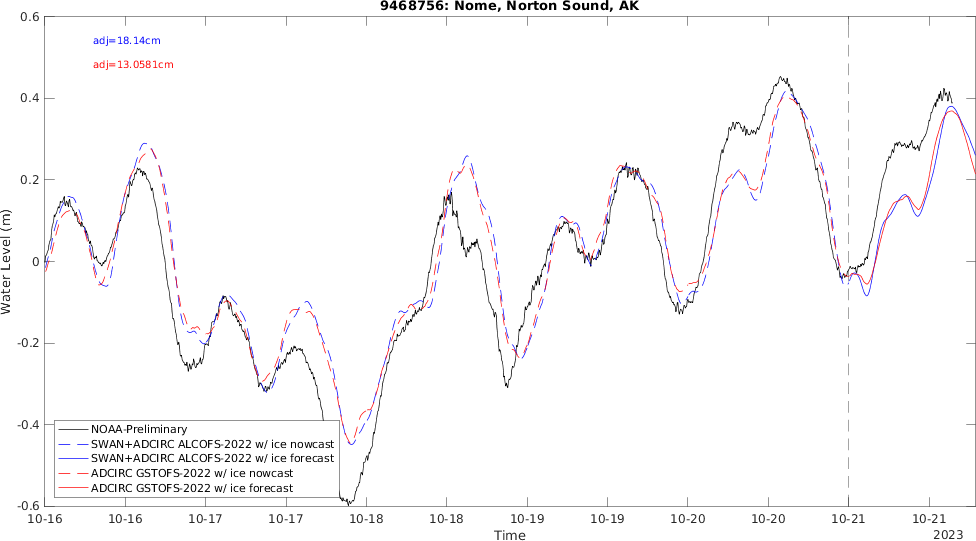 9468756: Nome, Norton Sound, AK
0.6
adj=18.14cm
adj=13.0581cm
0.4
0.2
0
-0.2
-0.4
-0.6
Water Level (m)
NOAA-Preliminary
SWAN+ADCIRC ALCOFS-2022 w/ ice nowcast
SWAN+ADCIRC ALCOFS-2022 w/ ice forecast
ADCIRC GSTOFS-2022 w/ ice nowcast
ADCIRC GSTOFS-2022 w/ ice forecast
10-16 10-16 10-17 10-17 10-18 10-18 10-19 10-19 10-20 10-20 10-21 10-21
Time
2023